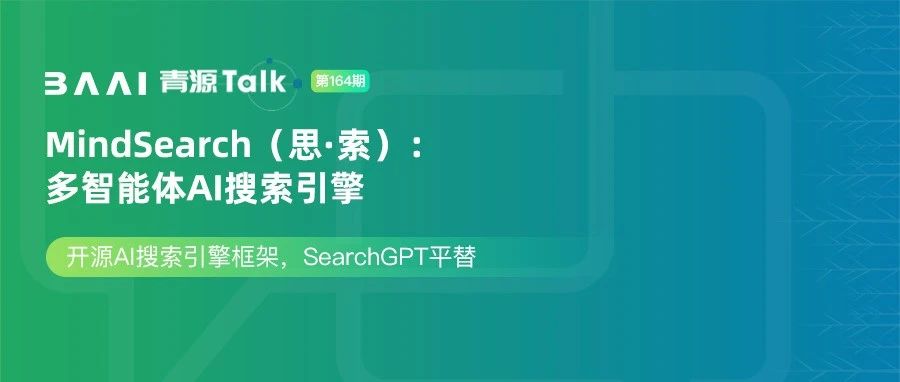 BAAI 青源Talk 第164期
MindSearch（思·索）：
多智能体AI搜索引擎
开源AI搜索引擎框架，SearchGPT平替